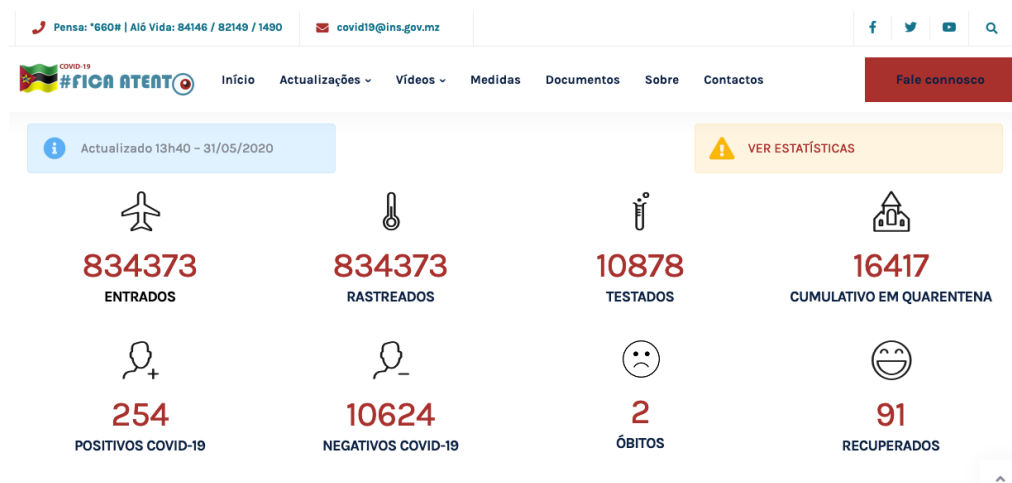 Pensa: *660# | Alô Vida: 84146 / 82149 / 1490
covid19@ins.gov.mz
COVID-19
#FICA ATENTO
Início Actualizações Vídeos Medidas Documentos Sobre Contactos
Fale connosco
Actualizado 13h40 – 31/05/2020
VER ESTATÍSTICAS
834373 834373 10878 16417
ENTRADOS RASTREADOS TESTADOS CUMULATIVO EM QUARENTENA
254 10624 2 91
POSITIVOS COVID-19 NEGATIVOS COVID-19 ÓBITOS RECUPERADOS